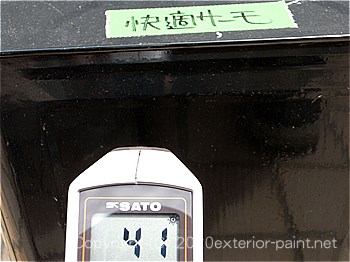 快適サーモ
SATO
41
Copyright 2010exterior-paint.net